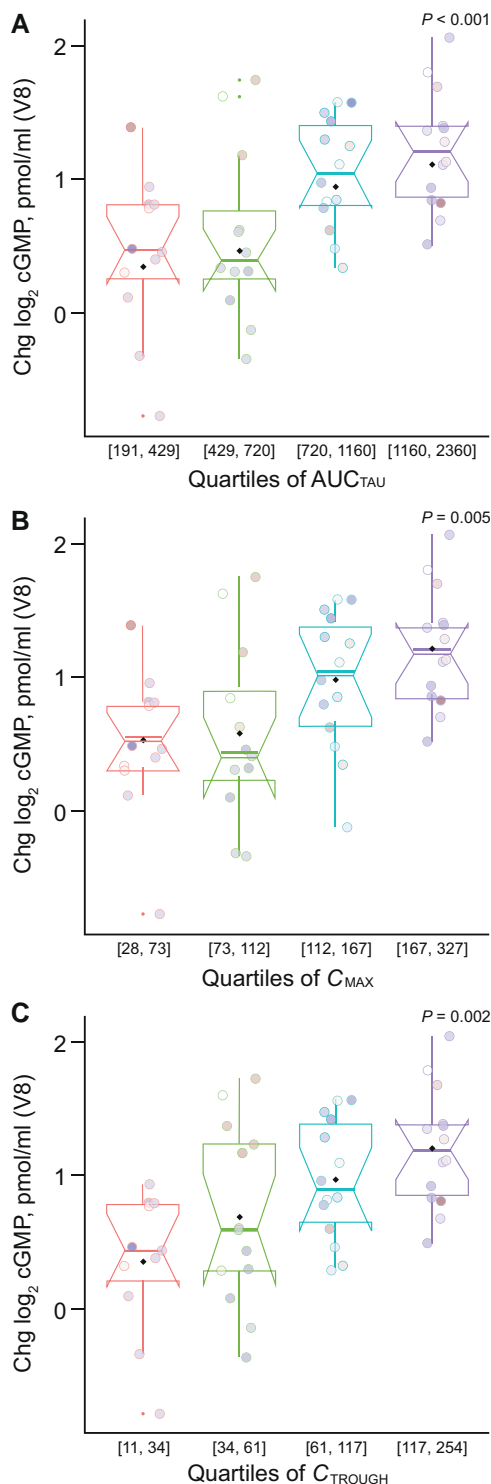 A
P < 0.001
Chg log₂ cGMP, pmol/ml (V8)
2
1
0
[191, 429] [429, 720] [720, 1160] [1160, 2360]
Quartiles of AUCTAU
B
P = 0.005
Chg log₂ cGMP, pmol/ml (V8)
2
1
0
[28, 73] [73, 112] [112, 167] [167, 327]
Quartiles of CMAX
C
P = 0.002
Chg log₂ cGMP, pmol/ml (V8)
2
1
0
[11, 34] [34, 61] [61, 117] [117, 254]
Quartiles of CTROUGH